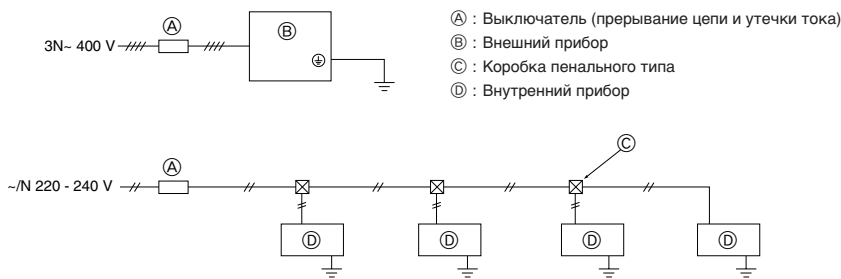 Ⓐ
3N~ 400 V
Ⓑ
Ⓐ : Выключатель (прерывание цепи и утечки тока)
Ⓑ : Внешний прибор
Ⓒ : Коробка пенального типа
Ⓓ : Внутренний прибор
Ⓒ
Ⓐ
~/N 220 - 240 V
Ⓓ Ⓓ Ⓓ Ⓓ